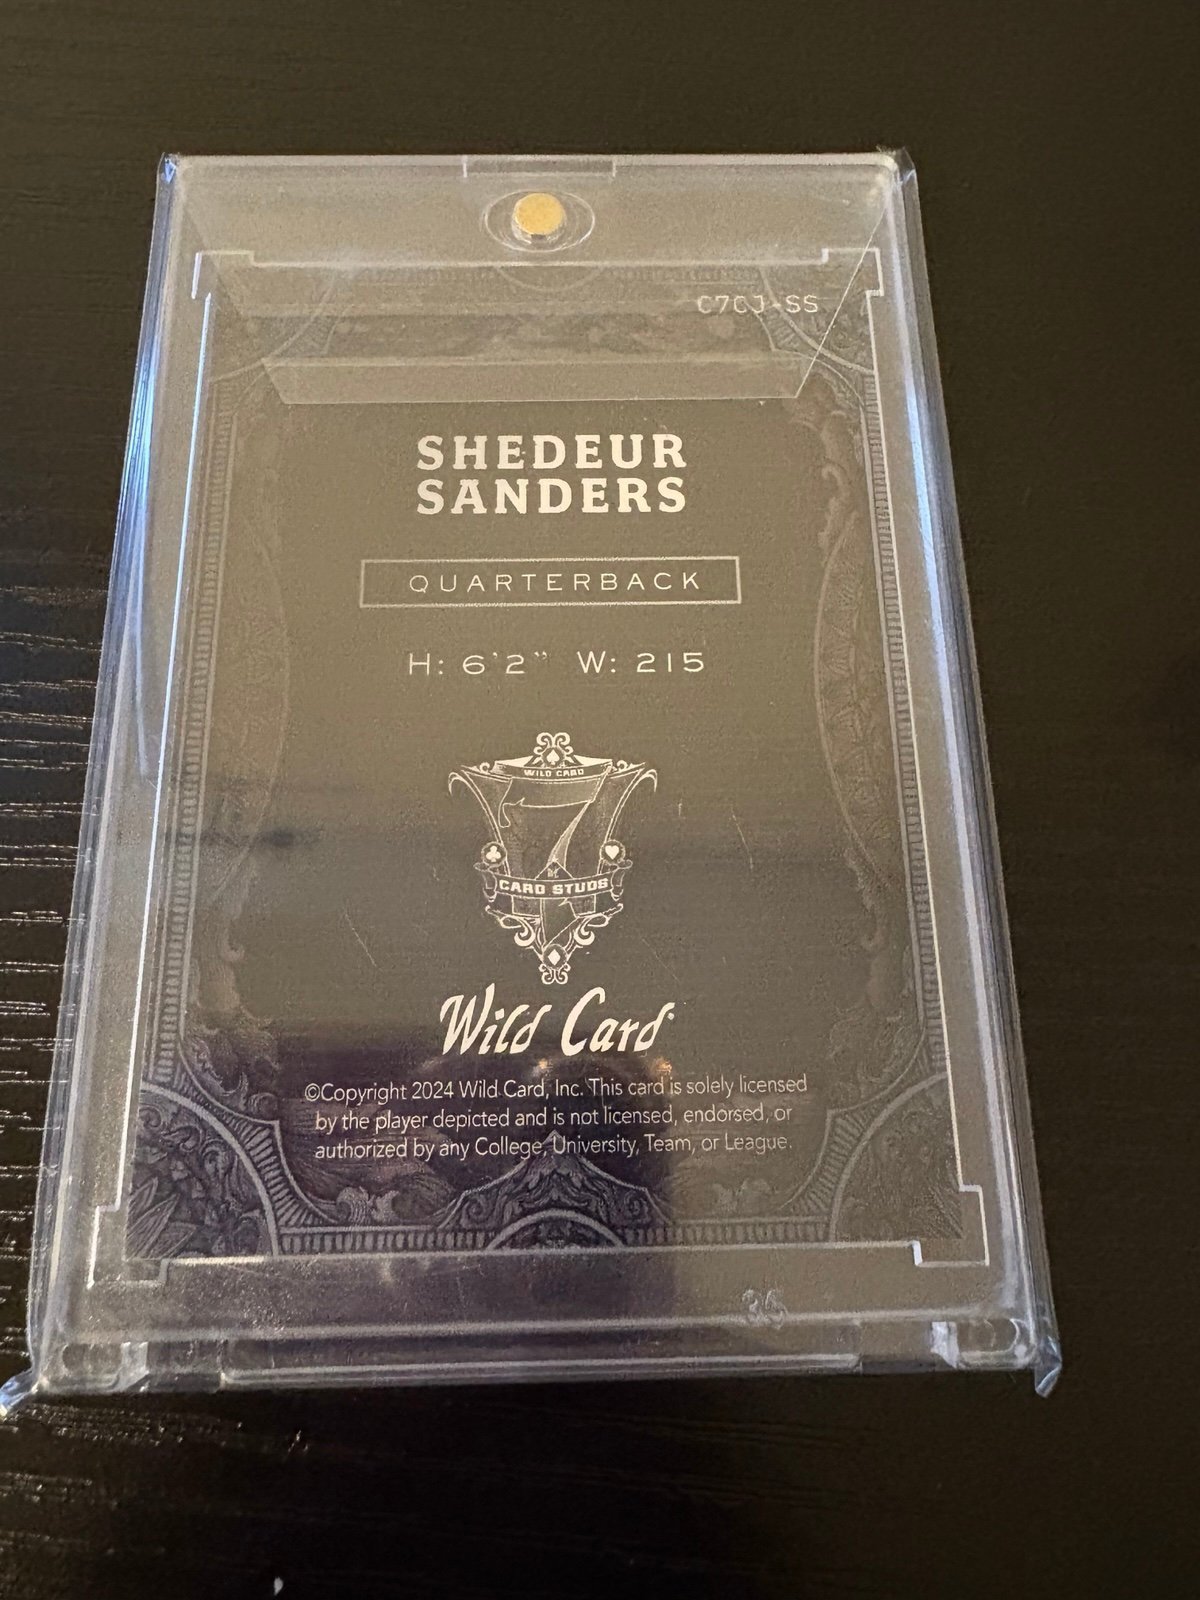 C7CJ-SS
SHEDEUR
SANDERS
QUARTERBACK
H: 6'2" W: 215
WILD CARD
7
CARD STUDS
Wild Card
©Copyright 2024 Wild Card, Inc. This card is solely licensed
by the player depicted and is not licensed, endorsed, or
authorized by any College, University, Team, or League.
35